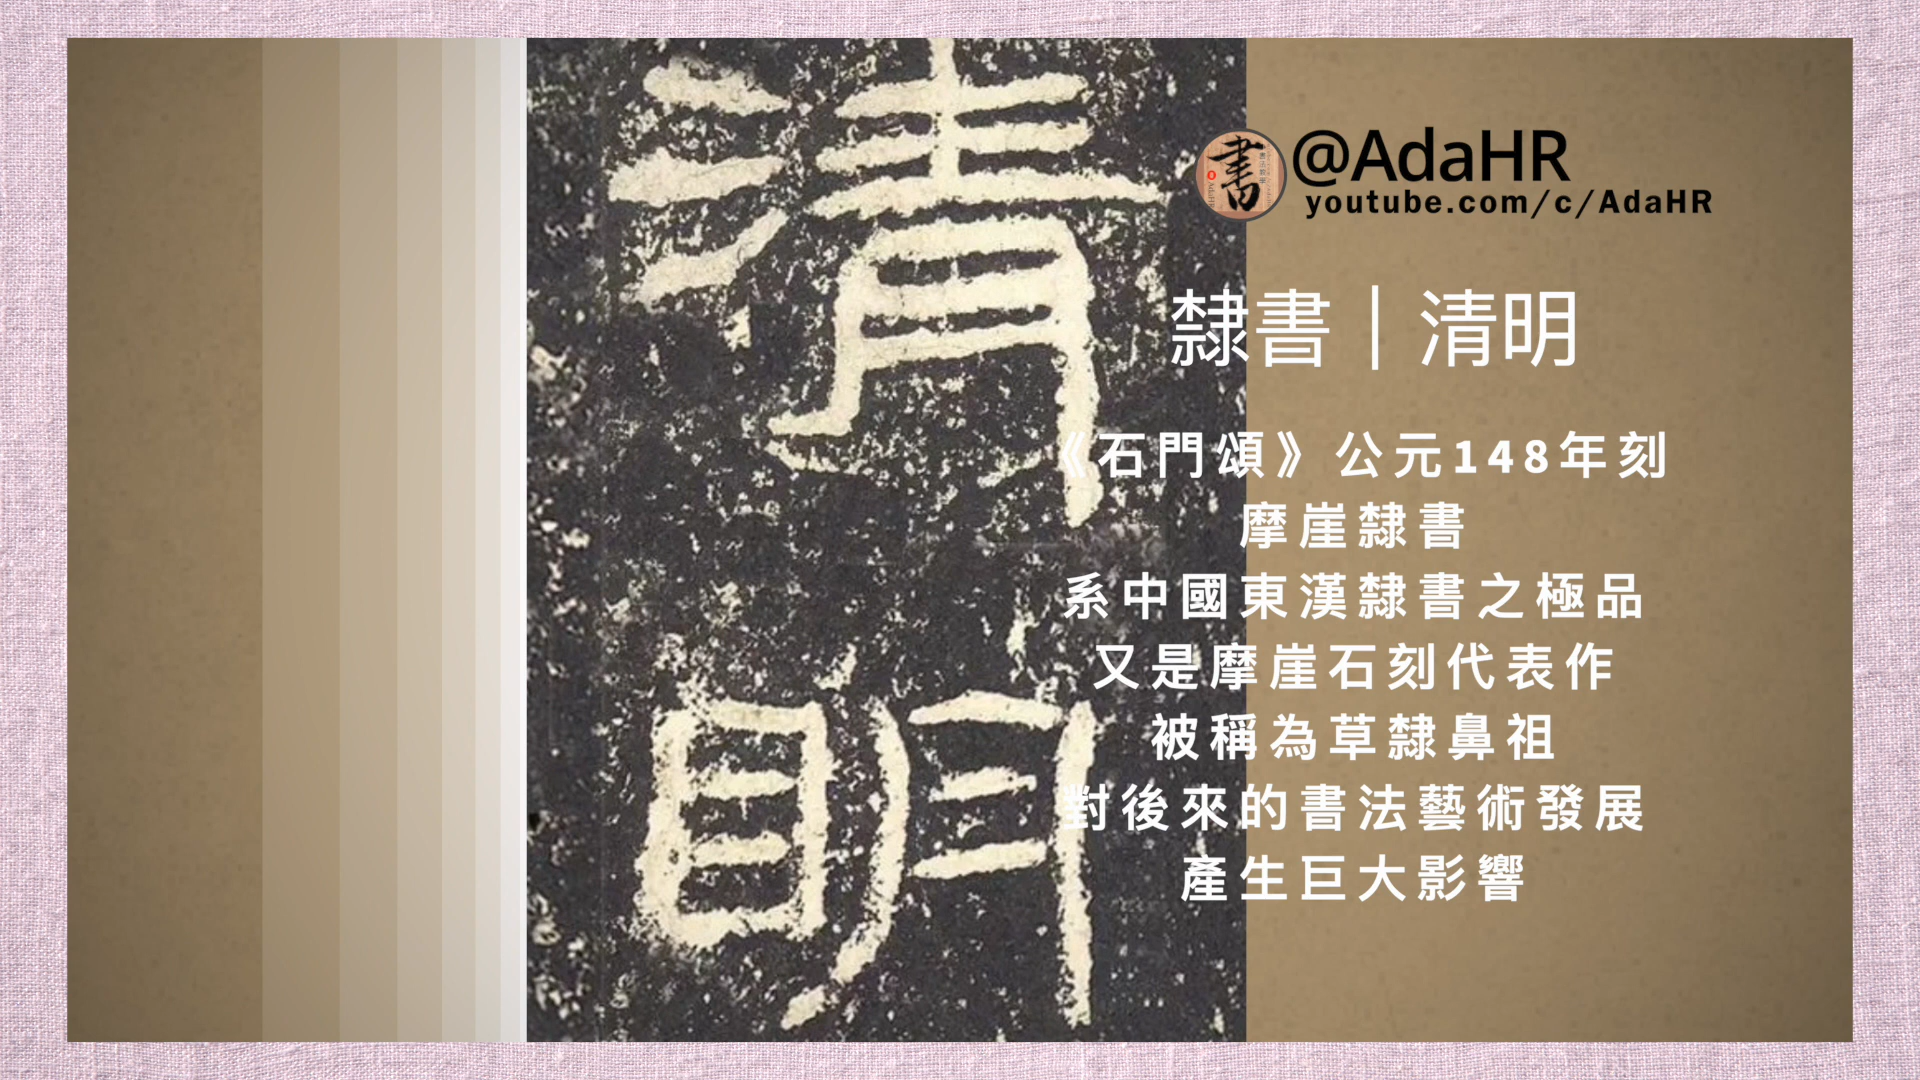 清
明
書
@AdaHR
youtube.com/c/AdaHR
隸書｜清明
《石門頌》公元148年刻
摩崖隸書
系中國東漢隸書之極品
又是摩崖石刻代表作
被稱為草隸鼻祖
對後來的書法藝術發展
產生巨大影響